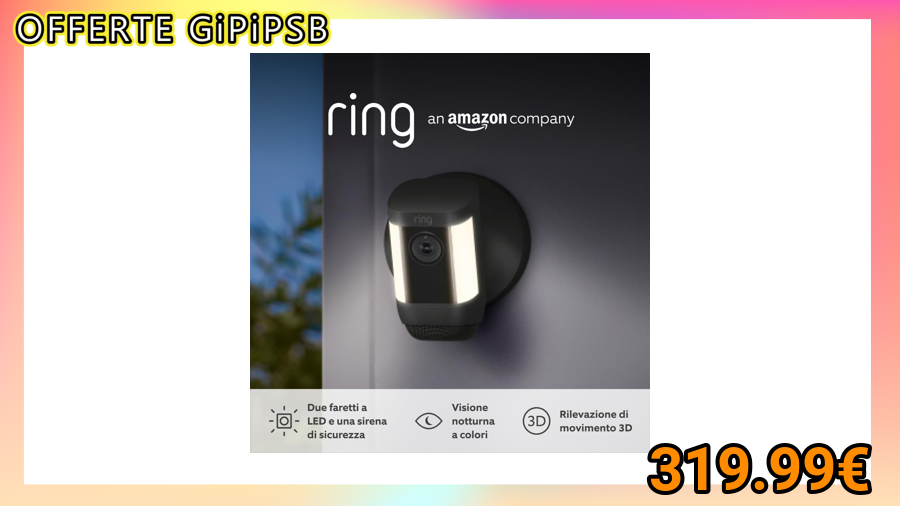 OFFERTE GiPiPSB
ring an amazon company
ring
Due faretti a
LED e una sirena
di sicurezza
Visione
notturna
a colori
3D
Rilevazione di
movimento 3D
319.99€